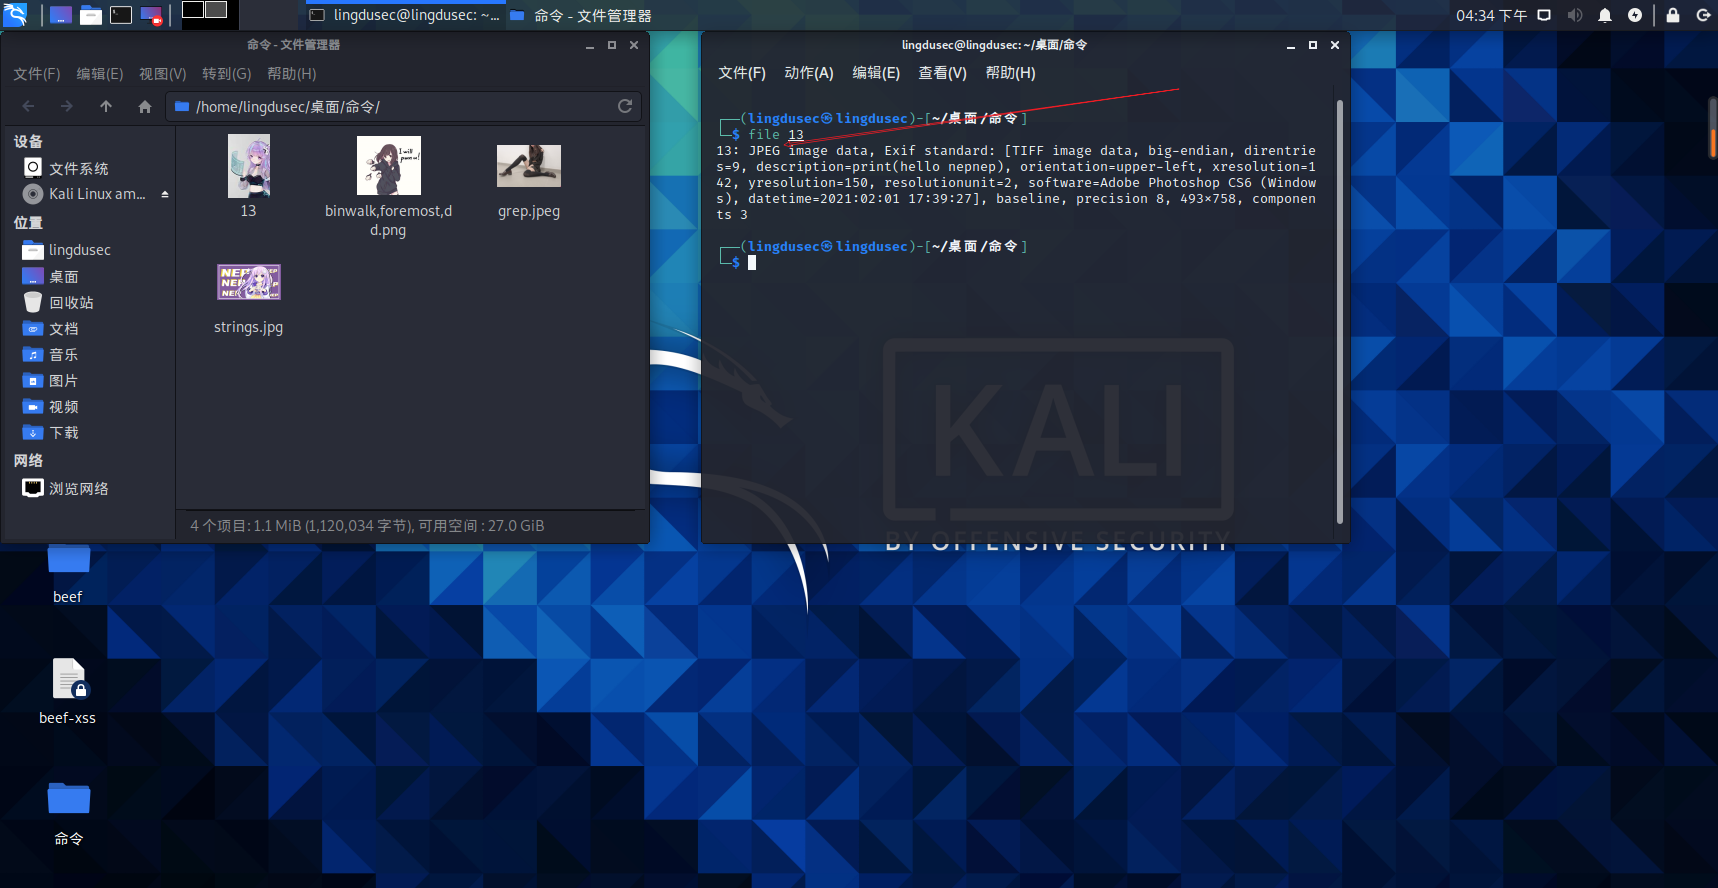 lingdusec@lingdusec: ~...
命令 - 文件管理器
04:34 下午
命令 - 文件管理器
文件(F) 编辑(E) 视图(V) 转到(G) 帮助(H)
/home/lingdusec/桌面/命令/
设备
文件系统
Kali Linux am...
位置
lingdusec
桌面
回收站
文档
音乐
图片
视频
下载
网络
浏览网络
13
binwalk,foremost,d
d.png
grep.jpeg
strings.jpg
4 个项目: 1.1 MiB (1,120,034 字节), 可用空间 : 27.0 GiB
lingdusec@lingdusec: ~/桌面/命令
文件(F) 动作(A) 编辑(E) 查看(V) 帮助(H)
┌──(lingdusec㉿lingdusec)-[~/桌面/命令]
└─$ file 13
13: JPEG image data, Exif standard: [TIFF image data, big-endian, direntrie
s=9, description=print(hello nepnep), orientation=upper-left, xresolution=1
42, yresolution=150, resolutionunit=2, software=Adobe Photoshop CS6 (Window
s), datetime=2021:02:01 17:39:27], baseline, precision 8, 493×758, componen
ts 3
┌──(lingdusec㉿lingdusec)-[~/桌面/命令]
└─$
KALI
BY OFFENSIVE SECURITY
beef
beef-xss
命令